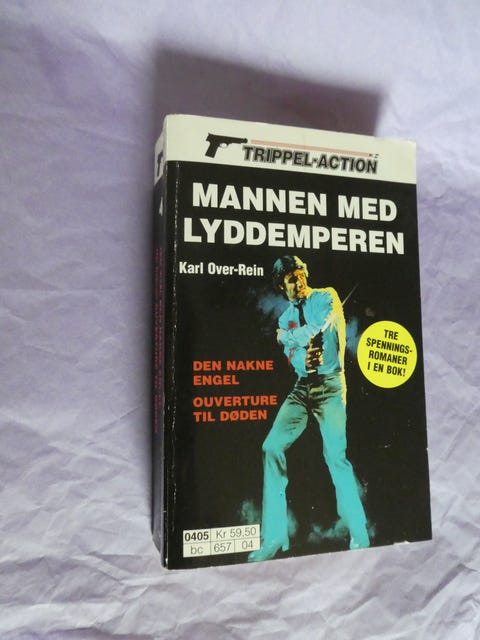 TRIPPEL-ACTION
MANNEN MED
LYDDEMPEREN
Karl Over-Rein
TRE
SPENNINGS-
ROMANER
I EN BOK!
DEN NAKNE
ENGEL
OUVERTURE
TIL DØDEN
0405 Kr 59,50
bc 657 04